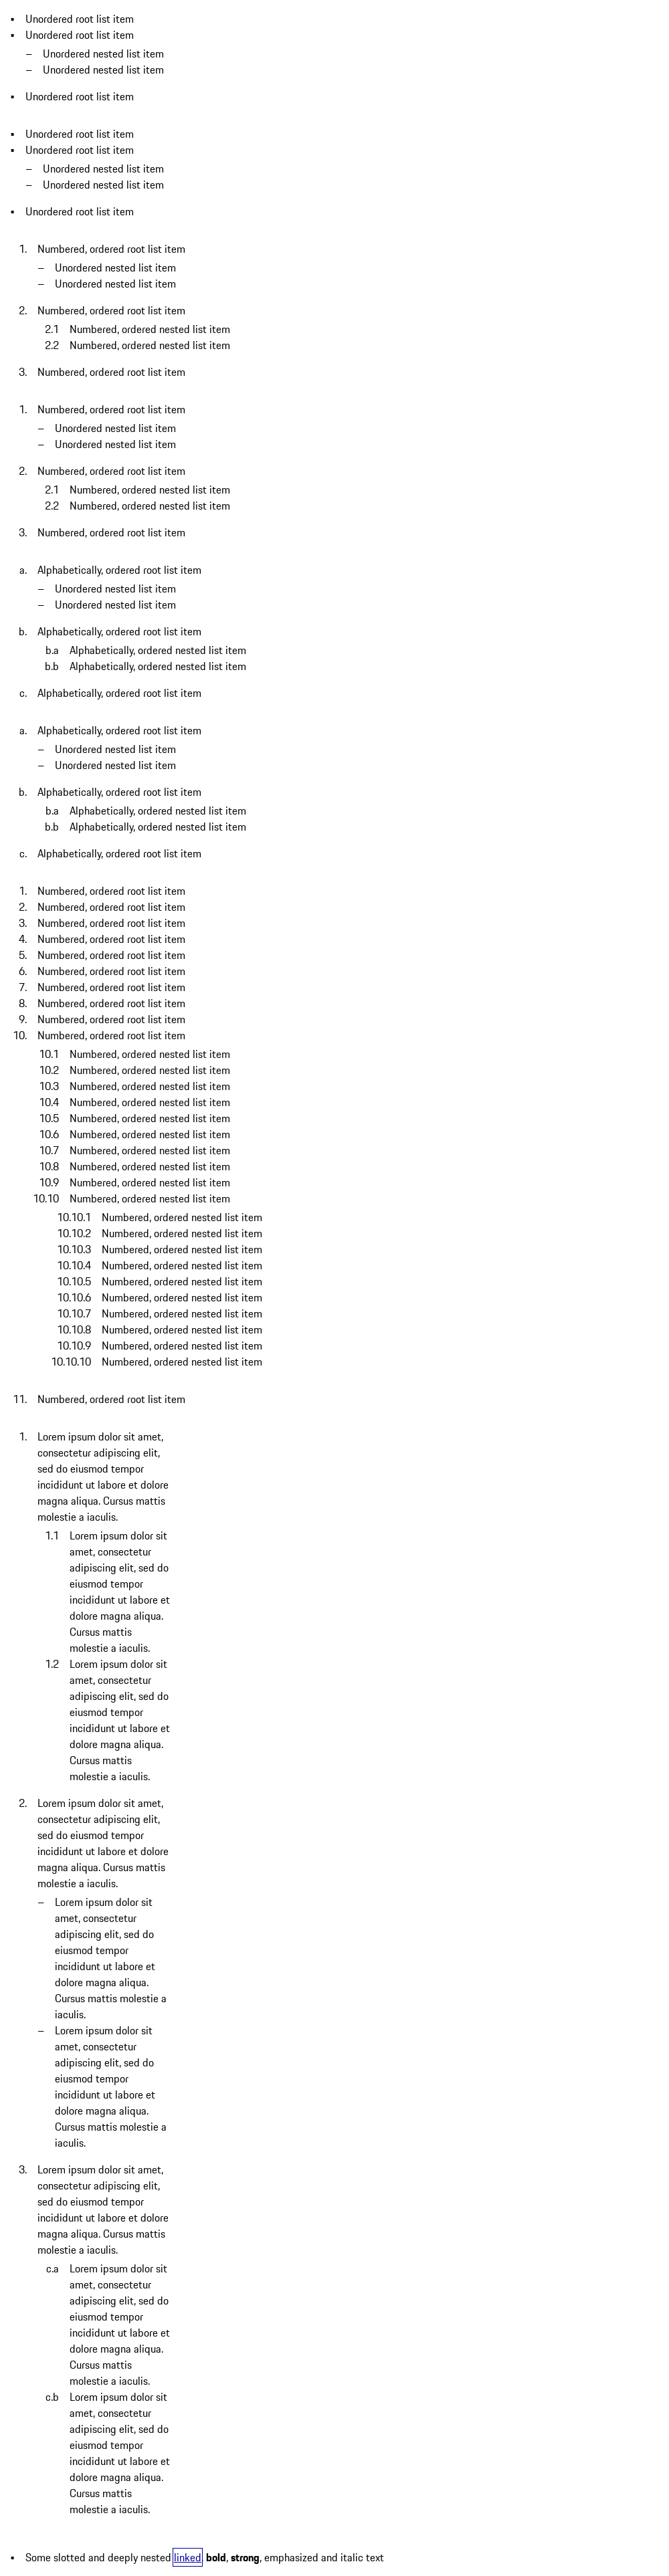 • Unordered root list item
• Unordered root list item
– Unordered nested list item
– Unordered nested list item
• Unordered root list item
• Unordered root list item
• Unordered root list item
– Unordered nested list item
– Unordered nested list item
• Unordered root list item
1. Numbered, ordered root list item
– Unordered nested list item
– Unordered nested list item
2. Numbered, ordered root list item
2.1 Numbered, ordered nested list item
2.2 Numbered, ordered nested list item
3. Numbered, ordered root list item
1. Numbered, ordered root list item
– Unordered nested list item
– Unordered nested list item
2. Numbered, ordered root list item
2.1 Numbered, ordered nested list item
2.2 Numbered, ordered nested list item
3. Numbered, ordered root list item
a. Alphabetically, ordered root list item
– Unordered nested list item
– Unordered nested list item
b. Alphabetically, ordered root list item
b.a Alphabetically, ordered nested list item
b.b Alphabetically, ordered nested list item
c. Alphabetically, ordered root list item
a. Alphabetically, ordered root list item
– Unordered nested list item
– Unordered nested list item
b. Alphabetically, ordered root list item
b.a Alphabetically, ordered nested list item
b.b Alphabetically, ordered nested list item
c. Alphabetically, ordered root list item
1. Numbered, ordered root list item
2. Numbered, ordered root list item
3. Numbered, ordered root list item
4. Numbered, ordered root list item
5. Numbered, ordered root list item
6. Numbered, ordered root list item
7. Numbered, ordered root list item
8. Numbered, ordered root list item
9. Numbered, ordered root list item
10. Numbered, ordered root list item
10.1 Numbered, ordered nested list item
10.2 Numbered, ordered nested list item
10.3 Numbered, ordered nested list item
10.4 Numbered, ordered nested list item
10.5 Numbered, ordered nested list item
10.6 Numbered, ordered nested list item
10.7 Numbered, ordered nested list item
10.8 Numbered, ordered nested list item
10.9 Numbered, ordered nested list item
10.10 Numbered, ordered nested list item
10.10.1 Numbered, ordered nested list item
10.10.2 Numbered, ordered nested list item
10.10.3 Numbered, ordered nested list item
10.10.4 Numbered, ordered nested list item
10.10.5 Numbered, ordered nested list item
10.10.6 Numbered, ordered nested list item
10.10.7 Numbered, ordered nested list item
10.10.8 Numbered, ordered nested list item
10.10.9 Numbered, ordered nested list item
10.10.10 Numbered, ordered nested list item
11. Numbered, ordered root list item
1. Lorem ipsum dolor sit amet,
consectetur adipiscing elit,
sed do eiusmod tempor
incididunt ut labore et dolore
magna aliqua. Cursus mattis
molestie a iaculis.
1.1 Lorem ipsum dolor sit
amet, consectetur
adipiscing elit, sed do
eiusmod tempor
incididunt ut labore et
dolore magna aliqua.
Cursus mattis
molestie a iaculis.
1.2 Lorem ipsum dolor sit
amet, consectetur
adipiscing elit, sed do
eiusmod tempor
incididunt ut labore et
dolore magna aliqua.
Cursus mattis
molestie a iaculis.
2. Lorem ipsum dolor sit amet,
consectetur adipiscing elit,
sed do eiusmod tempor
incididunt ut labore et dolore
magna aliqua. Cursus mattis
molestie a iaculis.
– Lorem ipsum dolor sit
amet, consectetur
adipiscing elit, sed do
eiusmod tempor
incididunt ut labore et
dolore magna aliqua.
Cursus mattis molestie a
iaculis.
– Lorem ipsum dolor sit
amet, consectetur
adipiscing elit, sed do
eiusmod tempor
incididunt ut labore et
dolore magna aliqua.
Cursus mattis molestie a
iaculis.
3. Lorem ipsum dolor sit amet,
consectetur adipiscing elit,
sed do eiusmod tempor
incididunt ut labore et dolore
magna aliqua. Cursus mattis
molestie a iaculis.
c.a Lorem ipsum dolor sit
amet, consectetur
adipiscing elit, sed do
eiusmod tempor
incididunt ut labore et
dolore magna aliqua.
Cursus mattis
molestie a iaculis.
c.b Lorem ipsum dolor sit
amet, consectetur
adipiscing elit, sed do
eiusmod tempor
incididunt ut labore et
dolore magna aliqua.
Cursus mattis
molestie a iaculis.
• Some slotted and deeply nested linked, bold, strong, emphasized and italic text